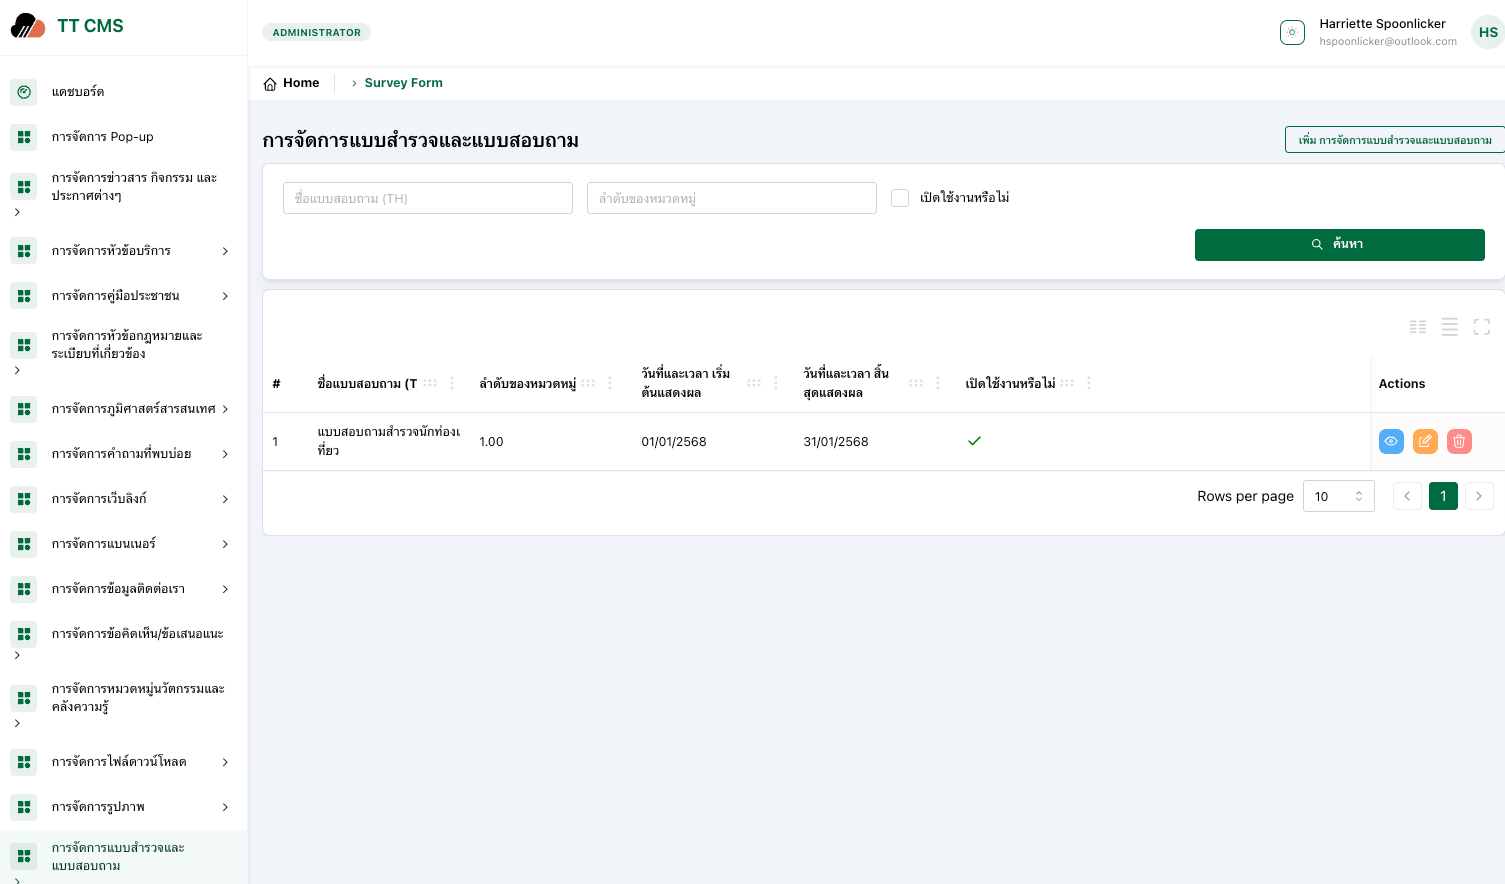 TT CMS
ADMINISTRATOR
Harriette Spoonlicker
hspoonlicker@outlook.com
HS
Home
Survey Form
แดชบอร์ด
การจัดการ Pop-up
การจัดการข่าวสาร กิจกรรม และ
ประกาศต่างๆ
การจัดการหัวข้อบริการ
การจัดการคู่มือประชาชน
การจัดการหัวข้อกฎหมายและ
ระเบียบที่เกี่ยวข้อง
การจัดการภูมิศาสตร์สารสนเทศ
การจัดการคำถามที่พบบ่อย
การจัดการเว็บลิงก์
การจัดการแบนเนอร์
การจัดการข้อมูลติดต่อเรา
การจัดการข้อคิดเห็น/ข้อเสนอแนะ
การจัดการหมวดหมู่นวัตกรรมและ
คลังความรู้
การจัดการไฟล์ดาวน์โหลด
การจัดการรูปภาพ
การจัดการแบบสำรวจและ
แบบสอบถาม
การจัดการแบบสำรวจและแบบสอบถาม
เพิ่ม การจัดการแบบสำรวจและแบบสอบถาม
ชื่อแบบสอบถาม (TH)
ลำดับของหมวดหมู่
เปิดใช้งานหรือไม่
ค้นหา
#
ชื่อแบบสอบถาม (T
ลำดับของหมวดหมู่
วันที่และเวลา เริ่ม
ต้นแสดงผล
วันที่และเวลา สิ้น
สุดแสดงผล
เปิดใช้งานหรือไม่
Actions
1
แบบสอบถามสำรวจนักท่องเ
ที่ยว
1.00
01/01/2568
31/01/2568
Rows per page
10
1